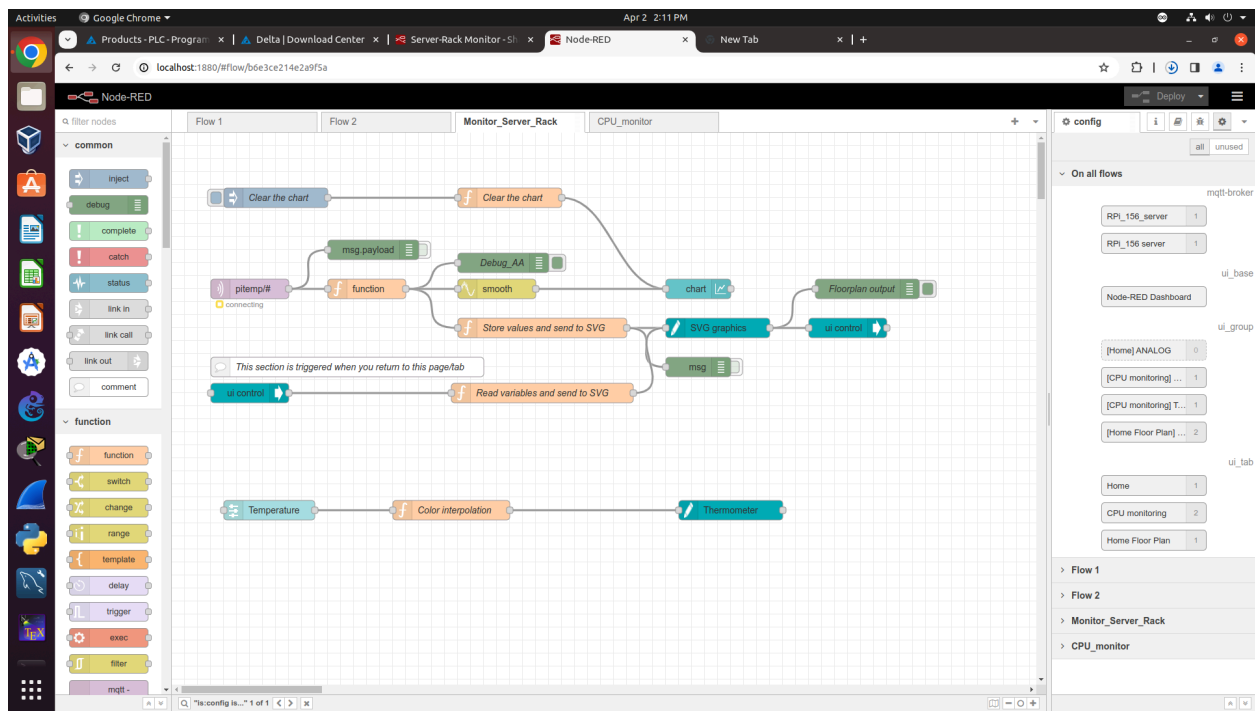 Activities
Google Chrome
Apr 2 2:11 PM
Products - PLC - Program
Delta | Download Center
Server-Rack Monitor - Sh
Node-RED
New Tab
localhost:1880/#flow/b6e3ce214e2a9f5a
Node-RED
Deploy
filter nodes
Flow 1
Flow 2
Monitor_Server_Rack
CPU_monitor
config
all
unused
common
inject
debug
complete
catch
status
link in
link call
link out
comment
function
function
switch
change
range
template
delay
trigger
exec
filter
mqtt -
Clear the chart
Clear the chart
msg.payload
Debug_AA
pitemp/#
connecting
function
smooth
chart
Floorplan output
Store values and send to SVG
SVG graphics
ui control
This section is triggered when you return to this page/tab
msg
ui control
Read variables and send to SVG
Temperature
Color interpolation
Thermometer
On all flows
mqtt-broker
RPi_156_server 1
RPi_156 server 1
ui_base
Node-RED Dashboard
ui_group
[Home] ANALOG 0
[CPU monitoring] ... 1
[CPU monitoring] T... 1
[Home Floor Plan] ... 2
ui_tab
Home 1
CPU monitoring 2
Home Floor Plan 1
Flow 1
Flow 2
Monitor_Server_Rack
CPU_monitor
"is:config is..." 1 of 1
TEX